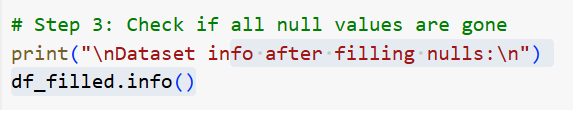 # Step 3: Check if all null values are gone
print("\nDataset info after filling nulls:\n")
df_filled.info()